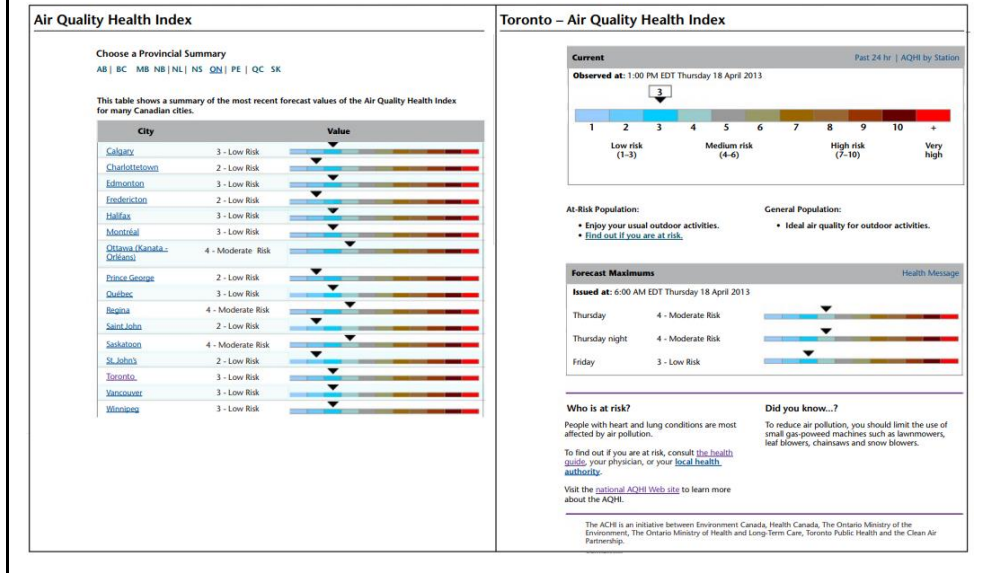 Air Quality Health Index
Choose a Provincial Summary
AB | BC MB NB | NL | NS ON | PE | QC SK
This table shows a summary of the most recent forecast values of the Air Quality Health Index
for many Canadian cities.
City Value
Calgary 3 - Low Risk
Charlottetown 2 - Low Risk
Edmonton 3 - Low Risk
Fredericton 2 - Low Risk
Halifax 3 - Low Risk
Montréal 3 - Low Risk
Ottawa (Kanata - 4 - Moderate Risk
Orléans)
Prince George 2 - Low Risk
Québec 3 - Low Risk
Regina 4 - Moderate Risk
Saint John 2 - Low Risk
Saskatoon 4 - Moderate Risk
St. John's 2 - Low Risk
Toronto 3 - Low Risk
Vancouver 3 - Low Risk
Winnipeg 3 - Low Risk
Toronto – Air Quality Health Index
Current Past 24 hr | AQHI by Station
Observed at: 1:00 PM EDT Thursday 18 April 2013
3
1 2 3 4 5 6 7 8 9 10 +
Low risk Medium risk High risk Very
(1–3) (4–6) (7–10) high
At-Risk Population:
• Enjoy your usual outdoor activities.
• Find out if you are at risk.
General Population:
• Ideal air quality for outdoor activities.
Forecast Maximums Health Message
Issued at: 6:00 AM EDT Thursday 18 April 2013
Thursday 4 - Moderate Risk
Thursday night 4 - Moderate Risk
Friday 3 - Low Risk
Who is at risk?
People with heart and lung conditions are most
affected by air pollution.
To find out if you are at risk, consult the health
guide, your physician, or your local health
authority.
Visit the national AQHI Web site to learn more
about the AQHI.
Did you know...?
To reduce air pollution, you should limit the use of
small gas-poweed machines such as lawnmowers,
leaf blowers, chainsaws and snow blowers.
The ACHI is an initiative between Environment Canada, Health Canada, The Ontario Ministry of the
Environment, The Ontario Ministry of Health and Long-Term Care, Toronto Public Health and the Clean Air
Partnership.